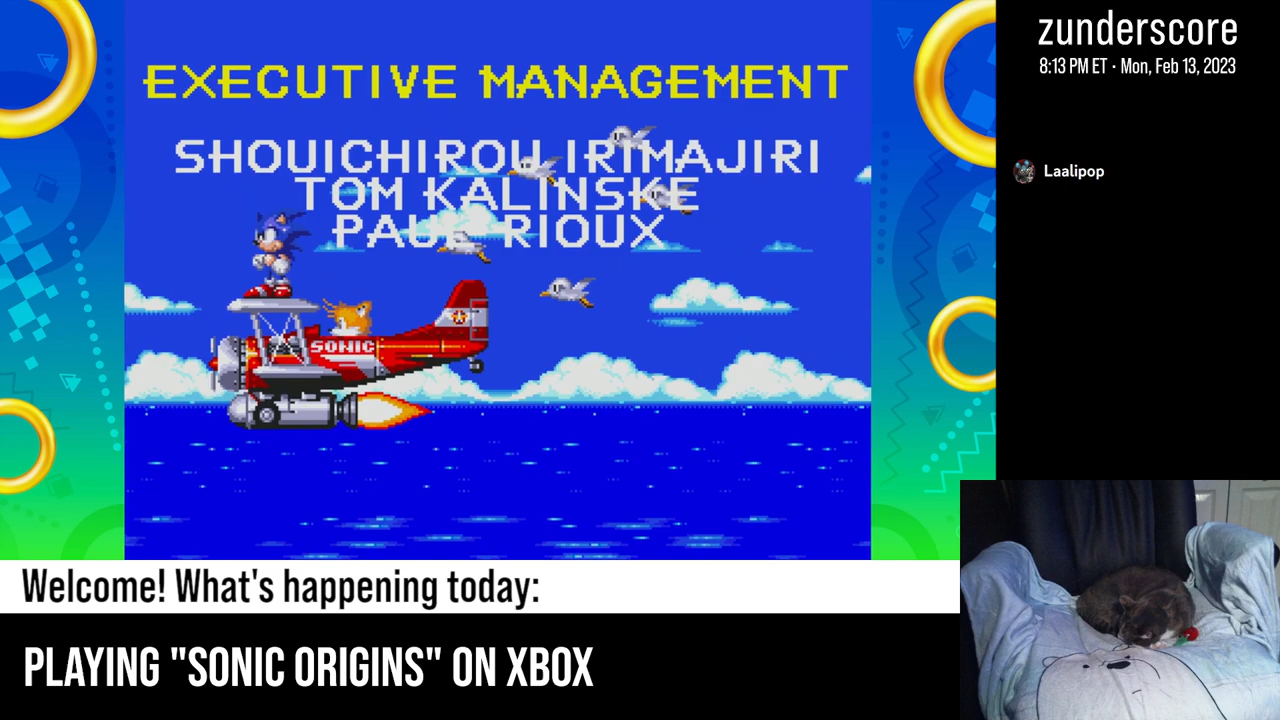 EXECUTIVE MANAGEMENT
SHOUICHIROU IRIMAJIRI
TOM KALINSKE
PAUL RIOUX
SONIC
zunderscore
8:13 PM ET · Mon, Feb 13, 2023
Laalipop
Welcome! What's happening today:
PLAYING "SONIC ORIGINS" ON XBOX